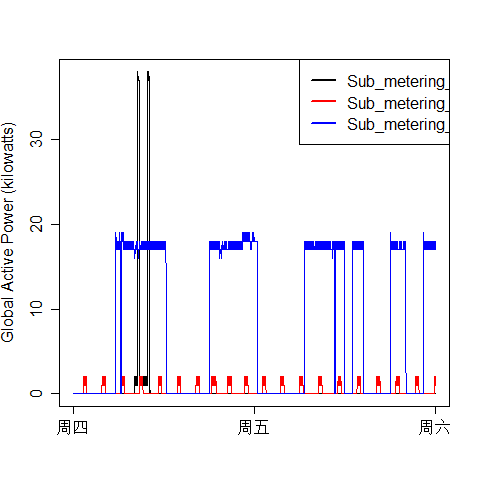 Sub_metering_
Sub_metering_
Sub_metering_
Global Active Power (kilowatts)
30
20
10
0
周四 周五 周六